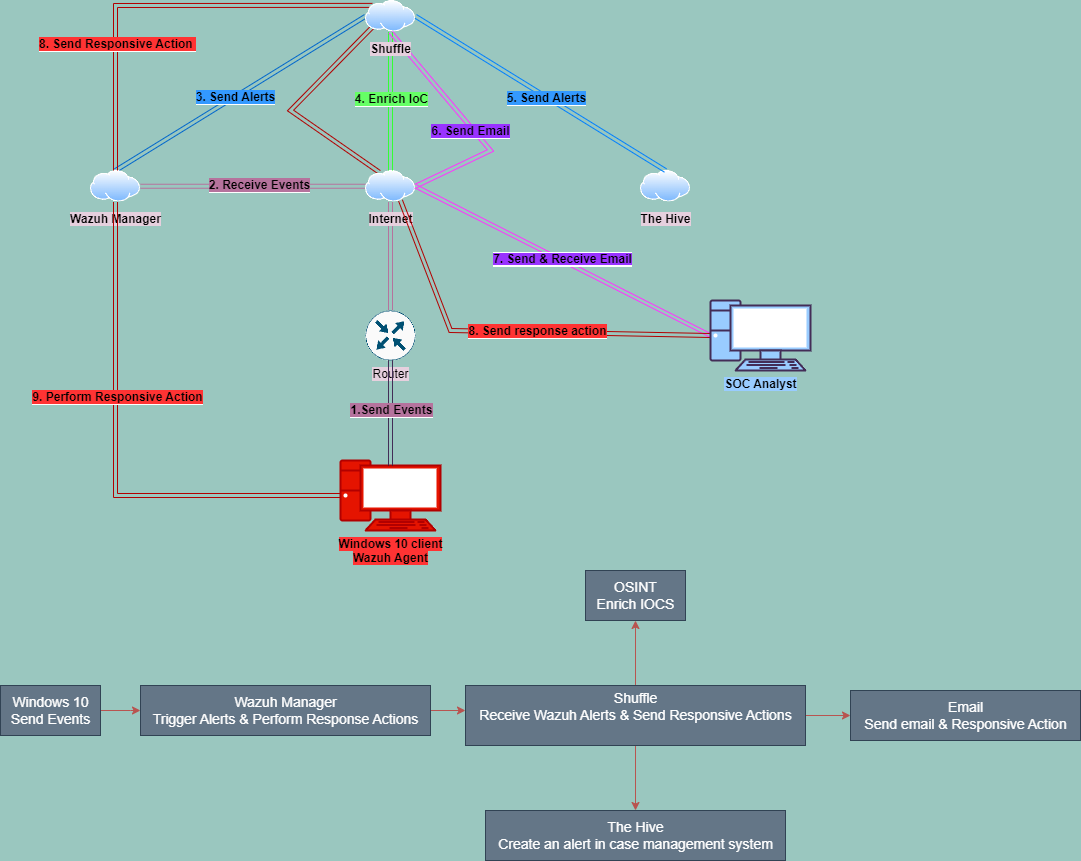 8. Send Responsive Action
Shuffle
3. Send Alerts
4. Enrich IoC
5. Send Alerts
6. Send Email
2. Receive Events
Wazuh Manager
Internet
The Hive
7. Send & Receive Email
8. Send response action
Router
SOC Analyst
9. Perform Responsive Action
1.Send Events
Windows 10 client
Wazuh Agent
OSINT
Enrich IOCS
Windows 10
Send Events
Wazuh Manager
Trigger Alerts & Perform Response Actions
Shuffle
Receive Wazuh Alerts & Send Responsive Actions
Email
Send email & Responsive Action
The Hive
Create an alert in case management system